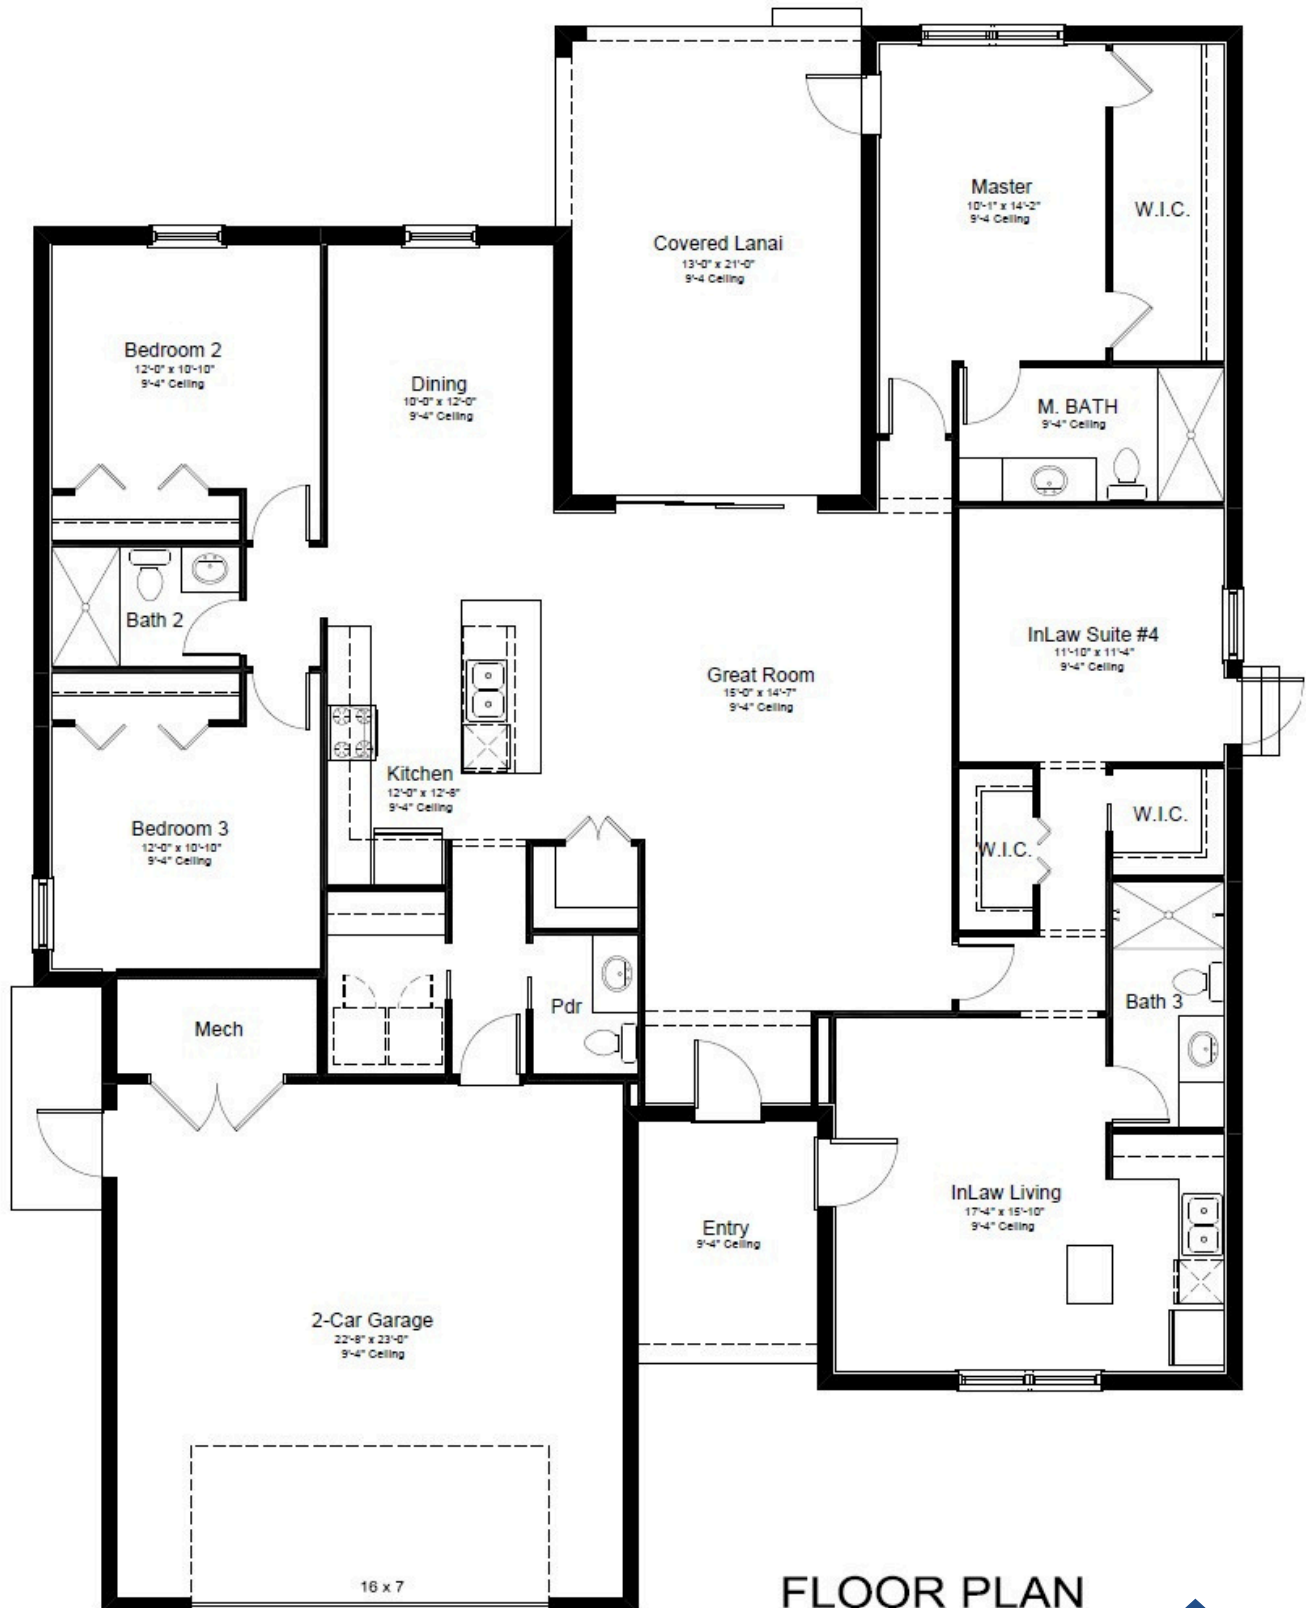 Master
10'-1" x 14'-2"
9'-4 Ceiling
W.I.C.
Covered Lanai
13'-0" x 21'-0"
9'-4 Ceiling
Bedroom 2
12'-0" x 10'-10"
9'-4" Ceiling
Dining
10'-0" x 12'-0"
9'-4" Ceiling
M. BATH
9'-4" Ceiling
Bath 2
InLaw Suite #4
11'-10" x 11'-4"
9'-4" Ceiling
Great Room
15'-0" x 14'-7"
9'-4" Ceiling
Kitchen
12'-0" x 12'-8"
9'-4" Ceiling
Bedroom 3
12'-0" x 10'-10"
9'-4" Ceiling
W.I.C.
W.I.C.
Mech
Pdr
Bath 3
InLaw Living
17'-4" x 15'-10"
9'-4" Ceiling
Entry
9'-4" Ceiling
2-Car Garage
22'-8" x 23'-0"
9'-4" Ceiling
16 x 7
FLOOR PLAN